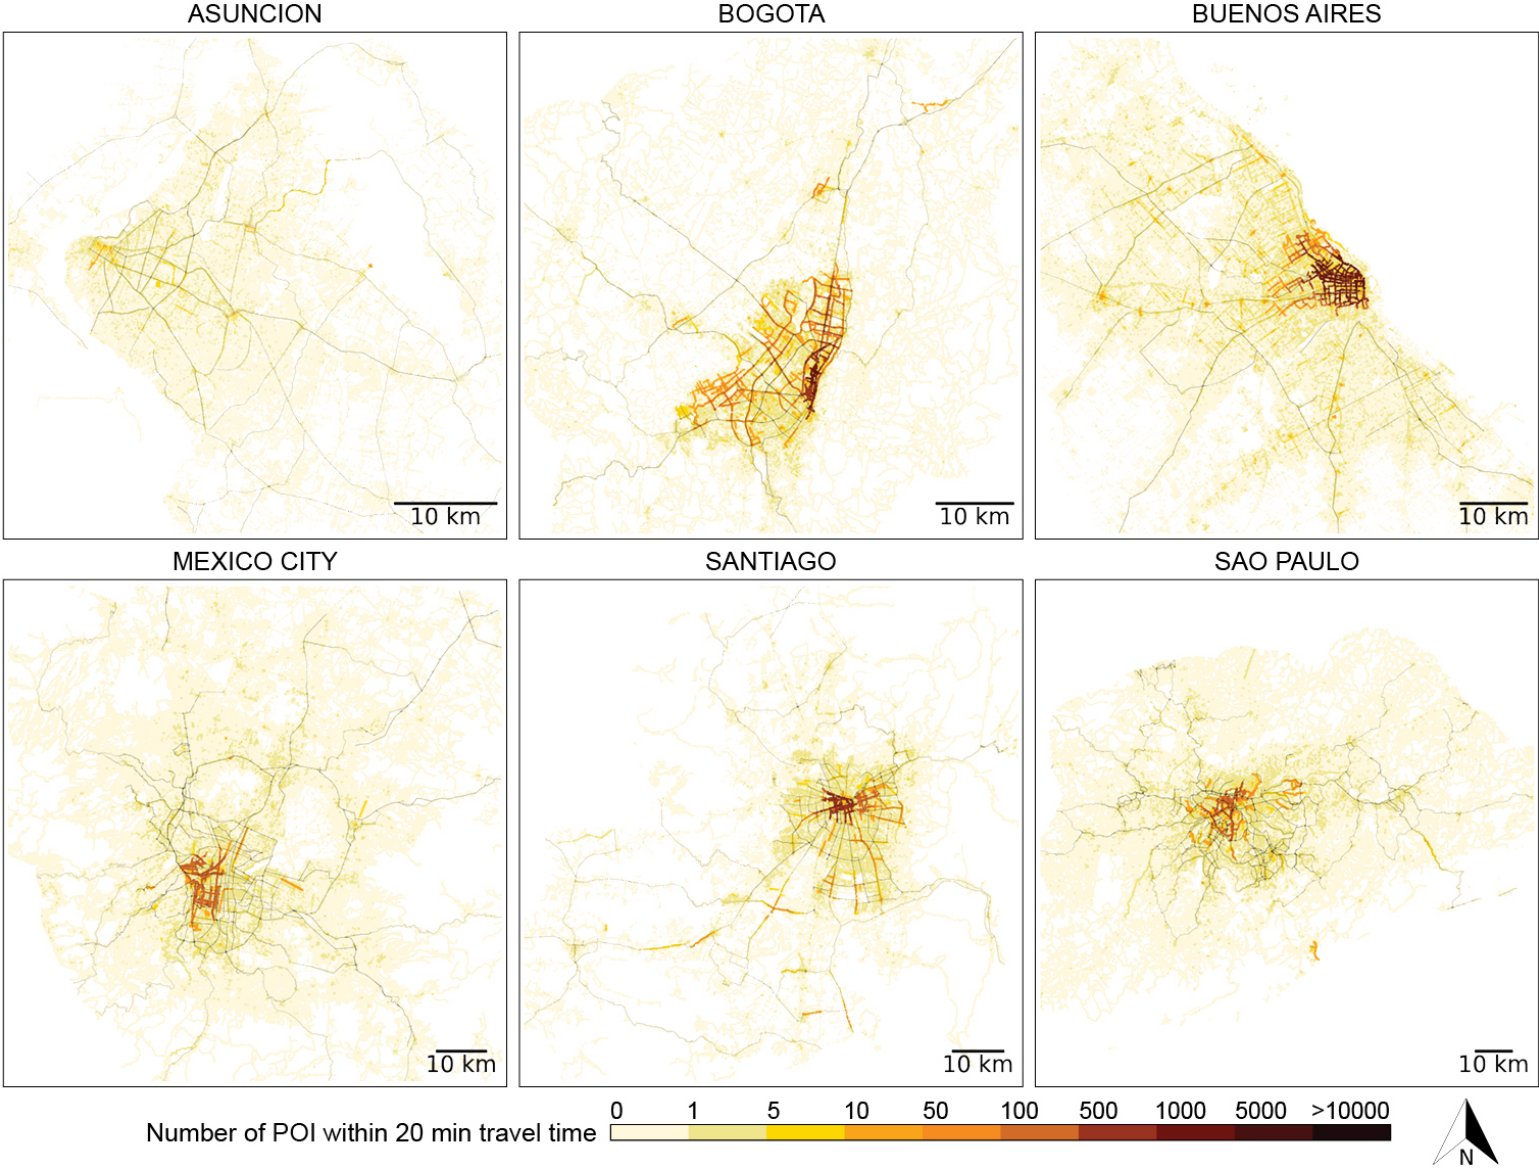 ASUNCION
BOGOTA
BUENOS AIRES
10 km
10 km
10 km
MEXICO CITY
SANTIAGO
SAO PAULO
10 km
10 km
10 km
0 1 5 10 50 100 500 1000 5000 >10000
Number of POI within 20 min travel time
N